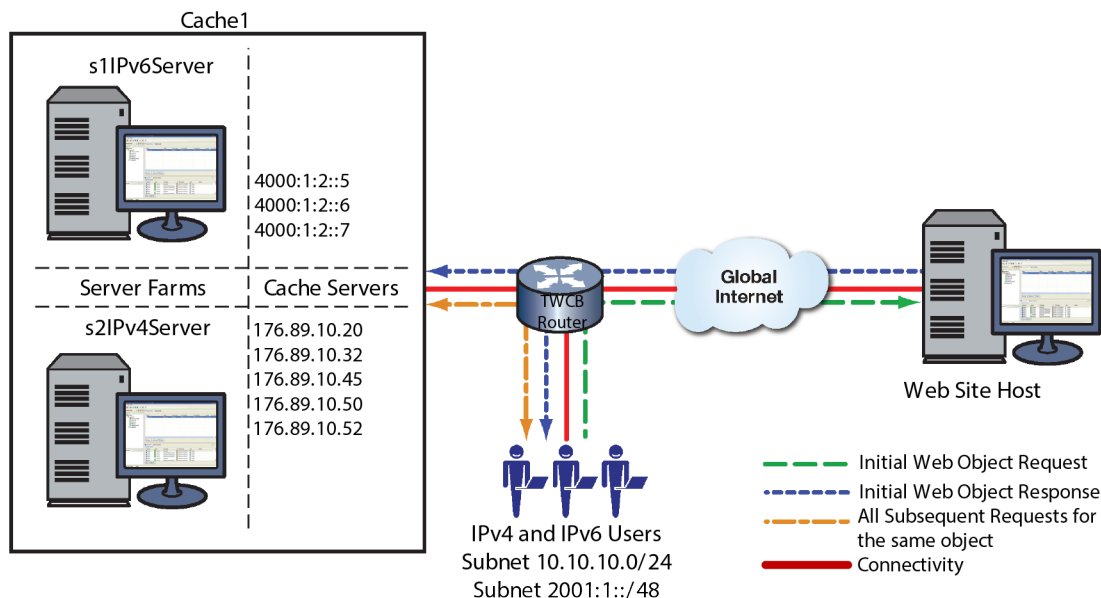 Cache1
s1IPv6Server
4000:1:2::5
4000:1:2::6
4000:1:2::7
Server Farms
Cache Servers
s2IPv4Server
176.89.10.20
176.89.10.32
176.89.10.45
176.89.10.50
176.89.10.52
TWCB
Router
Global
Internet
Web Site Host
IPv4 and IPv6 Users
Subnet 10.10.10.0/24
Subnet 2001:1::/48
Initial Web Object Request
Initial Web Object Response
All Subsequent Requests for
the same object
Connectivity